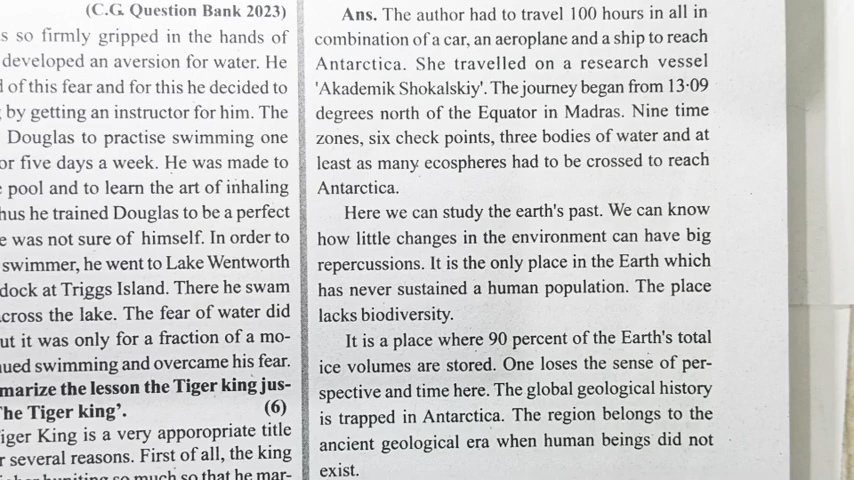 (C.G. Question Bank 2023)
s so firmly gripped in the hands of
developed an aversion for water. He
d of this fear and for this he decided to
by getting an instructor for him. The
Douglas to practise swimming one
or five days a week. He was made to
e pool and to learn the art of inhaling
hus he trained Douglas to be a perfect
e was not sure of himself. In order to
swimmer, he went to Lake Wentworth
dock at Triggs Island. There he swam
cross the lake. The fear of water did
ut it was only for a fraction of a mo-
nued swimming and overcame his fear.
marize the lesson the Tiger king jus-
'he Tiger king'. (6)
iger King is a very apporopriate title
r several reasons. First of all, the king
so much so that he mar-
Ans. The author had to travel 100 hours in all in
combination of a car, an aeroplane and a ship to reach
Antarctica. She travelled on a research vessel
'Akademik Shokalskiy'. The journey began from 13·09
degrees north of the Equator in Madras. Nine time
zones, six check points, three bodies of water and at
least as many ecospheres had to be crossed to reach
Antarctica.
Here we can study the earth's past. We can know
how little changes in the environment can have big
repercussions. It is the only place in the Earth which
has never sustained a human population. The place
lacks biodiversity.
It is a place where 90 percent of the Earth's total
ice volumes are stored. One loses the sense of per-
spective and time here. The global geological history
is trapped in Antarctica. The region belongs to the
ancient geological era when human beings did not
exist.